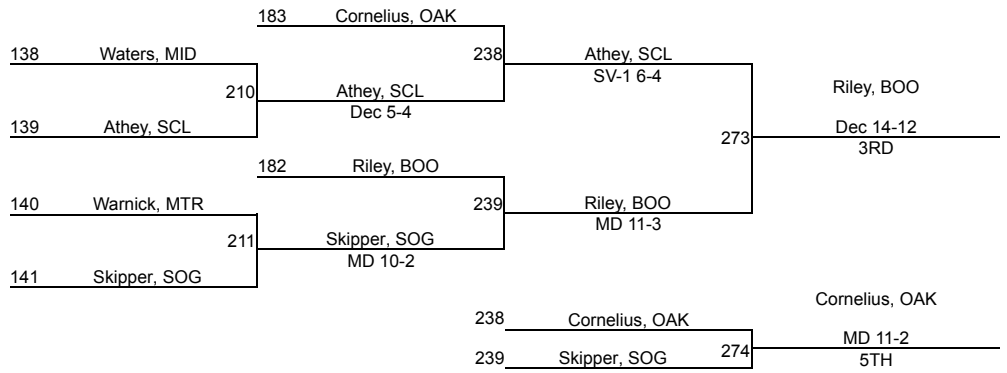 183 Cornelius, OAK
138 Waters, MID
238 Athey, SCL
SV-1 6-4
Riley, BOO
210 Athey, SCL
Dec 5-4
139 Athey, SCL
Dec 14-12
273
3RD
182 Riley, BOO
140 Warnick, MTR
239 Riley, BOO
MD 11-3
211 Skipper, SOG
MD 10-2
141 Skipper, SOG
Cornelius, OAK
238 Cornelius, OAK
MD 11-2
274
5TH
239 Skipper, SOG